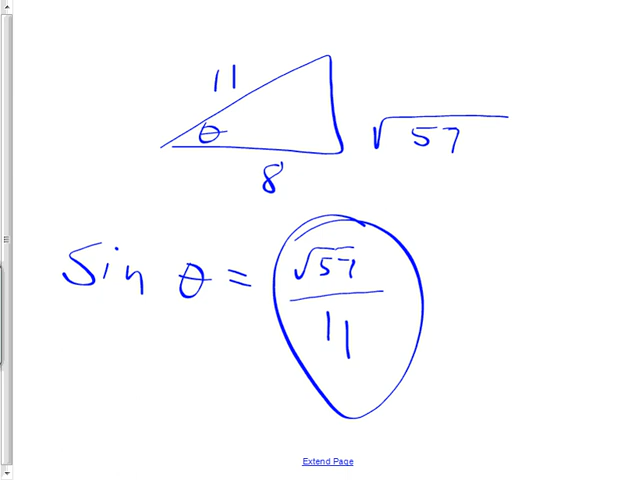 11
θ
√57
8
Sin θ = √57
11
Extend Page